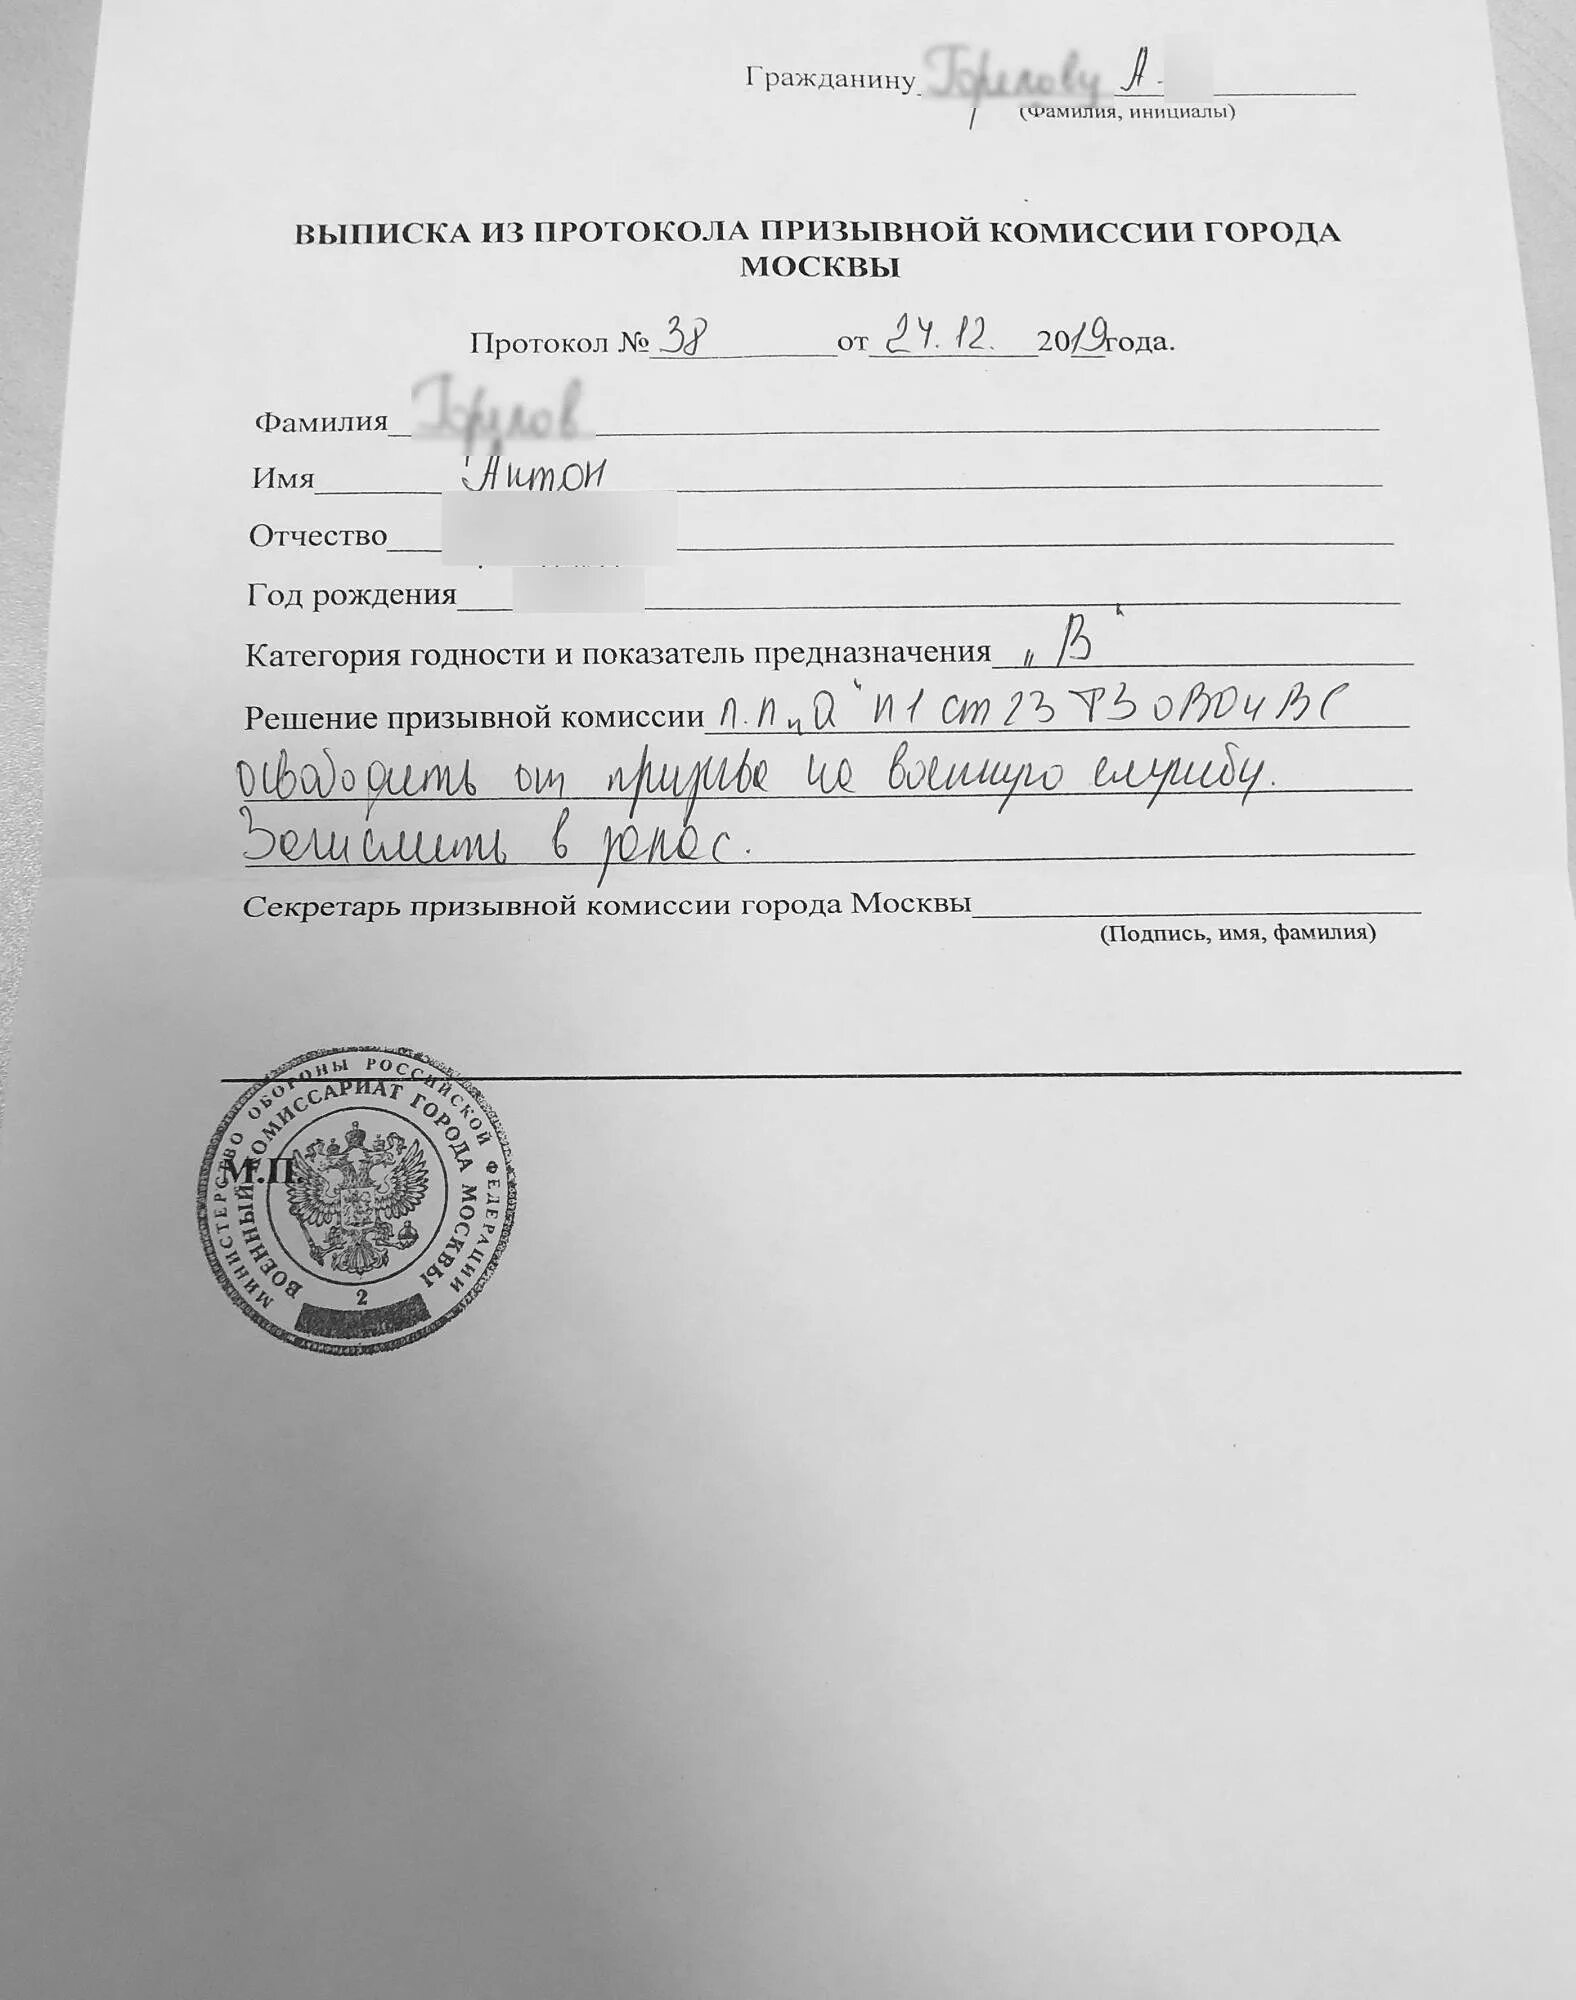 Гражданину А.
(Фамилия, инициалы)
ВЫПИСКА ИЗ ПРОТОКОЛА ПРИЗЫВНОЙ КОМИССИИ ГОРОДА
МОСКВЫ
Протокол № 38 от 24.12. 2019 года.
Фамилия
Имя Антон
Отчество
Год рождения
Категория годности и показатель предназначения „В“
Решение призывной комиссии п.п „а“ п 1 ст 23 ФЗ о ВО и ВС
освободить от призыва на военную службу.
Зачислить в запас.
Секретарь призывной комиссии города Москвы
(Подпись, имя, фамилия)
МИНИСТЕРСТВО ОБОРОНЫ РОССИЙСКОЙ ФЕДЕРАЦИИ
ВОЕННЫЙ КОМИССАРИАТ ГОРОДА МОСКВЫ
М.П.
2